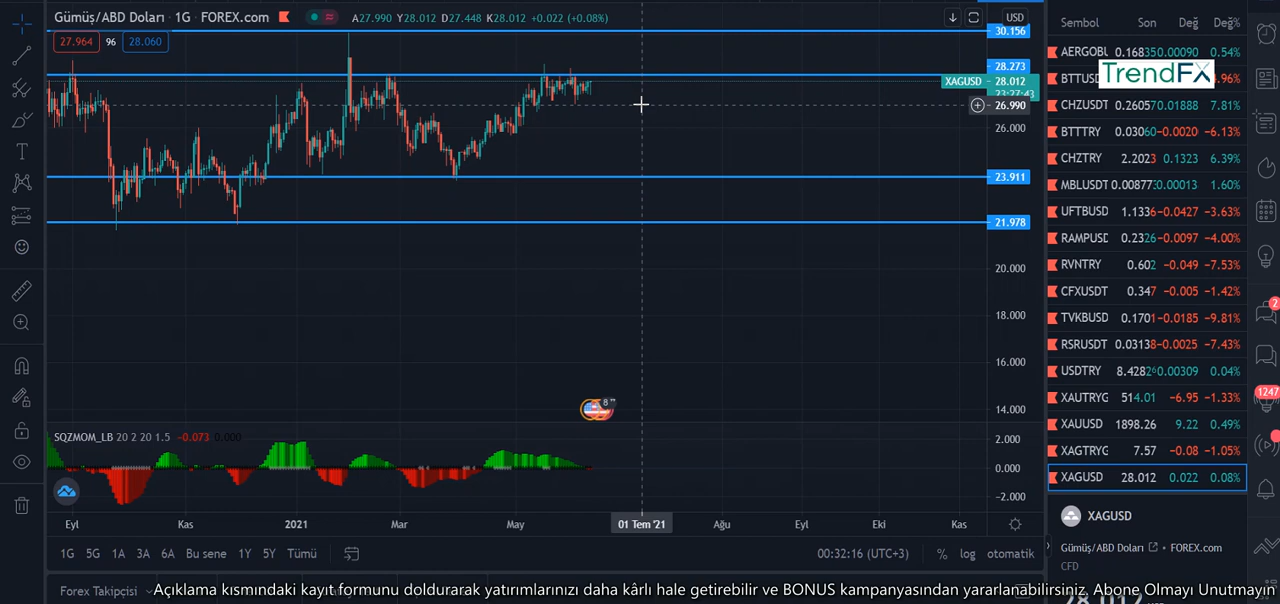 Gümüş/ABD Doları · 1G · FOREX.com A27.990 Y28.012 D27.448 K28.012 +0.022 (+0.08%)
27.964 96 28.060
USD
30.156
28.273
XAGUSD 28.012
23:27:43
26.990
26.000
23.911
21.978
20.000
18.000
16.000
14.000
8
SQZMOM_LB 20 2 20 1.5 -0.073 0.000
2.000
0.000
−2.000
Eyl Kas 2021 Mar May 01 Tem '21 Ağu Eyl Eki Kas
1G 5G 1A 3A 6A Bu sene 1Y 5Y Tümü 00:32:16 (UTC+3) % log otomatik
Forex Takipçisi
Sembol Son Değ Değ%
AERGOBU 0.168350.00090 0.54%
TrendFX
BTTUSD .96%
CHZUSDT 0.260570.01888 7.81%
BTTTRY 0.03060-0.0020 -6.13%
CHZTRY 2.2023 0.1323 6.39%
MBLUSDT 0.00877 0.00013 1.60%
UFTBUSD 1.1336-0.0427 -3.63%
RAMPUSD 0.2326-0.0097 -4.00%
RVNTRY 0.602 -0.049 -7.53%
CFXUSDT 0.347 -0.005 -1.42%
TVKBUSD 0.1701-0.0185 -9.81%
RSRUSDT 0.03138-0.0025 -7.43%
USDTRY 8.4282 0.00309 0.04%
XAUTRYG 514.01 -6.95 -1.33%
XAUUSD 1898.26 9.22 0.49%
XAGTRYG 7.57 -0.08 -1.05%
XAGUSD 28.012 0.022 0.08%
XAGUSD
Gümüş/ABD Doları · FOREX.com
CFD
2
1247
Açıklama kısmındaki kayıt formunu doldurarak yatırımlarınızı daha kârlı hale getirebilir ve BONUS kampanyasından yararlanabilirsiniz. Abone Olmayı Unutmayın